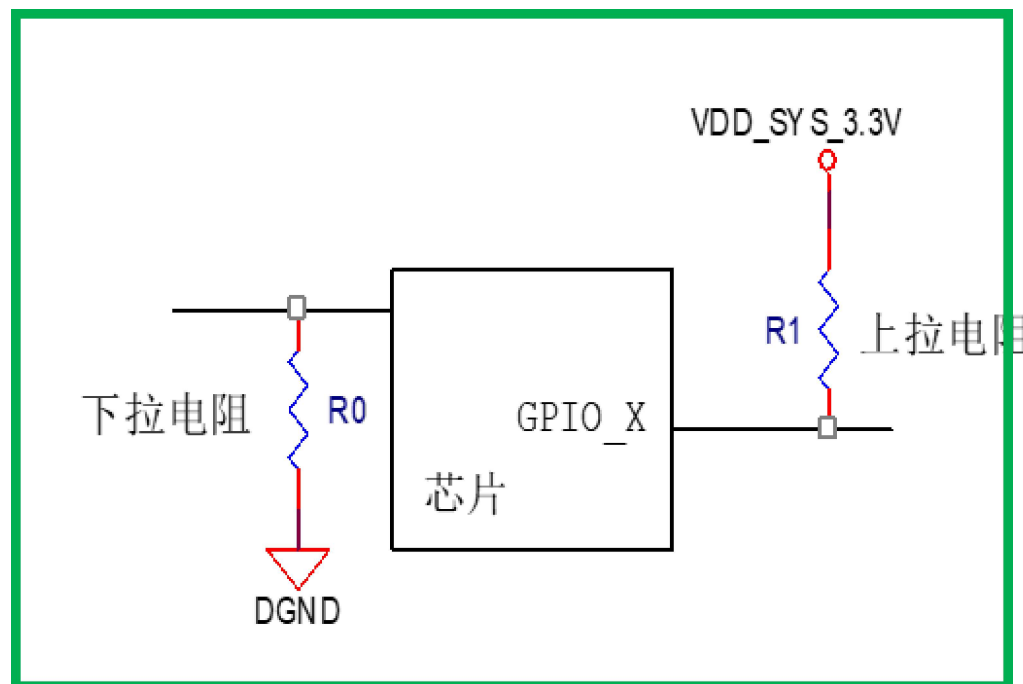 VDD_SYS_3.3V
R1
上拉电阻
下拉电阻
R0
GPIO_X
芯片
DGND